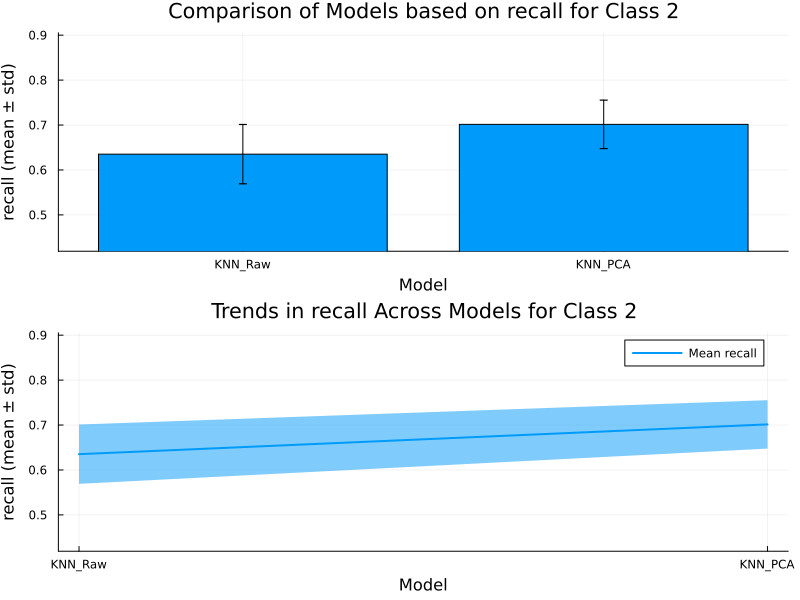 Comparison of Models based on recall for Class 2
recall (mean ± std)
0.9
0.8
0.7
0.6
0.5
KNN_Raw
KNN_PCA
Model
Trends in recall Across Models for Class 2
recall (mean ± std)
0.9
0.8
0.7
0.6
0.5
Mean recall
KNN_Raw
KNN_PCA
Model